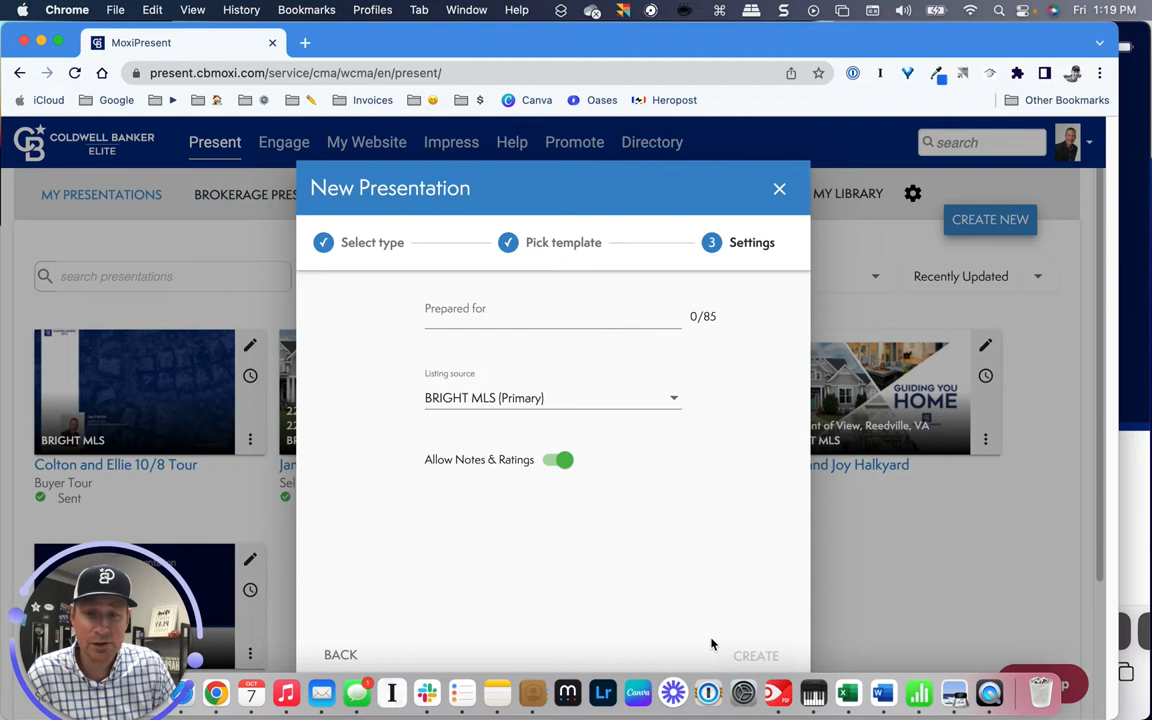 Chrome File Edit View History Bookmarks Profiles Tab Window Help Fri 1:19 PM
MoxiPresent
present.cbmoxi.com/service/cma/wcma/en/present/
iCloud Google Invoices $ Canva Oases Heropost Other Bookmarks
COLDWELL BANKER
ELITE
Present Engage My Website Impress Help Promote Directory search
New Presentation
MY PRESENTATIONS BROKERAGE PRES MY LIBRARY
CREATE NEW
Select type Pick template 3 Settings
search presentations Recently Updated
Prepared for
0/85
Listing source
BRIGHT MLS (Primary)
GUIDING YOU
HOME
nt of View, Reedville, VA
BRIGHT MLS
Colton and Ellie 10/8 Tour
Buyer Tour
Sent
and Joy Halkyard
Allow Notes & Ratings
BACK CREATE
OCT
7